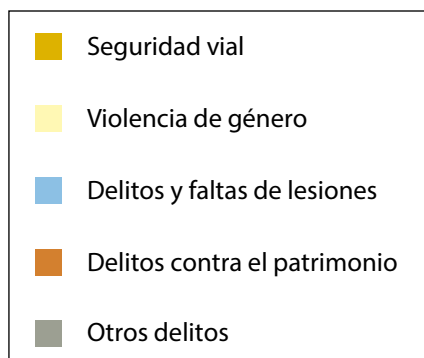 Seguridad vial
Violencia de género
Delitos y faltas de lesiones
Delitos contra el patrimonio
Otros delitos